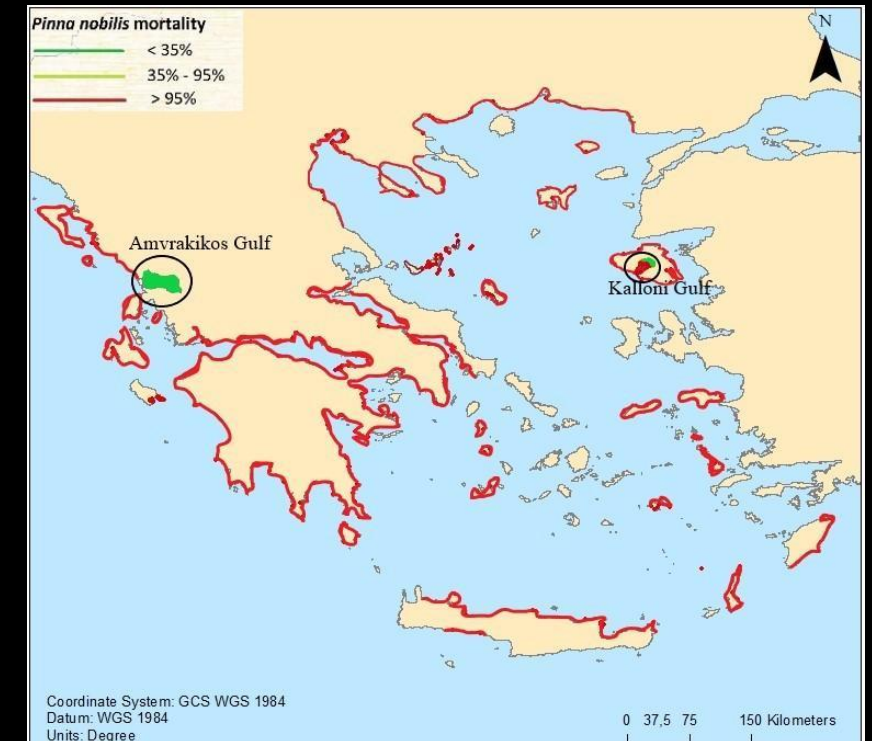 Pinna nobilis mortality
< 35%
35% - 95%
> 95%
N
Amvrakikos Gulf
Kalloni Gulf
Coordinate System: GCS WGS 1984
Datum: WGS 1984
Units: Degree
0 37,5 75 150 Kilometers